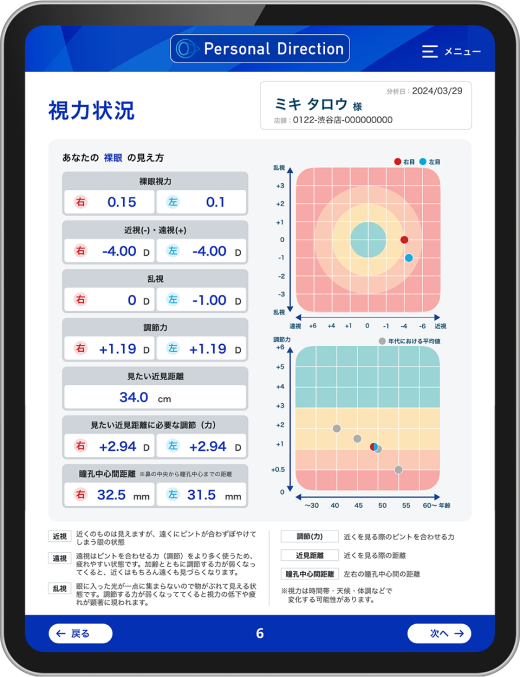 Personal Direction
メニュー
視力状況
分析日：2024/03/29
ミキ タロウ 様
店舗：0122-渋谷店-000000000
あなたの 裸眼 の見え方
裸眼視力
右 0.15 左 0.1
近視(-)・遠視(+)
右 -4.00 D 左 -4.00 D
乱視
右 0 D 左 -1.00 D
調節力
右 +1.19 D 左 +1.19 D
見たい近見距離
34.0 cm
見たい近見距離に必要な調節（力）
右 +2.94 D 左 +2.94 D
瞳孔中心間距離 ※鼻の中央から瞳孔中心までの距離
右 32.5 mm 左 31.5 mm
乱視 右目 左目
+3
+2
+1
0
-1
-2
-3
乱視
遠視 +6 +4 +1 0 -1 -4 -6 近視
調節力 年代における平均値
+6
+5
+4
+3
+2
+1
+0.5
0
〜30 40 45 50 55 60〜 年齢
近視 近くのものは見えますが、遠くにピントが合わずぼやけて
しまう眼の状態
遠視 遠視はピントを合わせる力（調節）をより多く使うため、
疲れやすい状態です。加齢とともに調節する力が弱くなっ
てくると、近くはもちろん遠くも見づらくなります。
乱視 眼に入った光が一点に集まらないので物がぶれて見える状
態です。調節する力が弱くなってくると視力の低下や疲
れが顕著に現われます。
調節(力) 近くを見る際のピントを合わせる力
近見距離 近くを見る際の距離
瞳孔中心間距離 左右の瞳孔中心間の距離
※視力は時間帯・天候・体調などで
変化する可能性があります。
← 戻る
6
次へ →